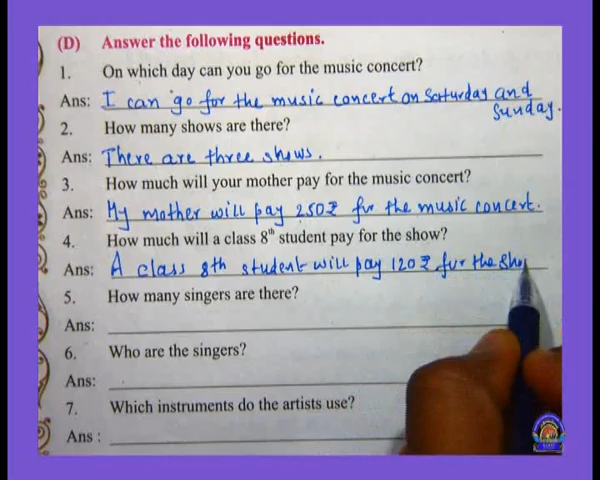 (D) Answer the following questions.
1. On which day can you go for the music concert?
Ans: I can go for the music concert on Saturday and
Sunday.
2. How many shows are there?
Ans: There are three shows.
3. How much will your mother pay for the music concert?
Ans: My mother will pay 250₹ for the music concert.
4. How much will a class 8th student pay for the show?
Ans: A class 8th student will pay 120₹ for the sho
5. How many singers are there?
Ans:
6. Who are the singers?
Ans:
7. Which instruments do the artists use?
Ans :